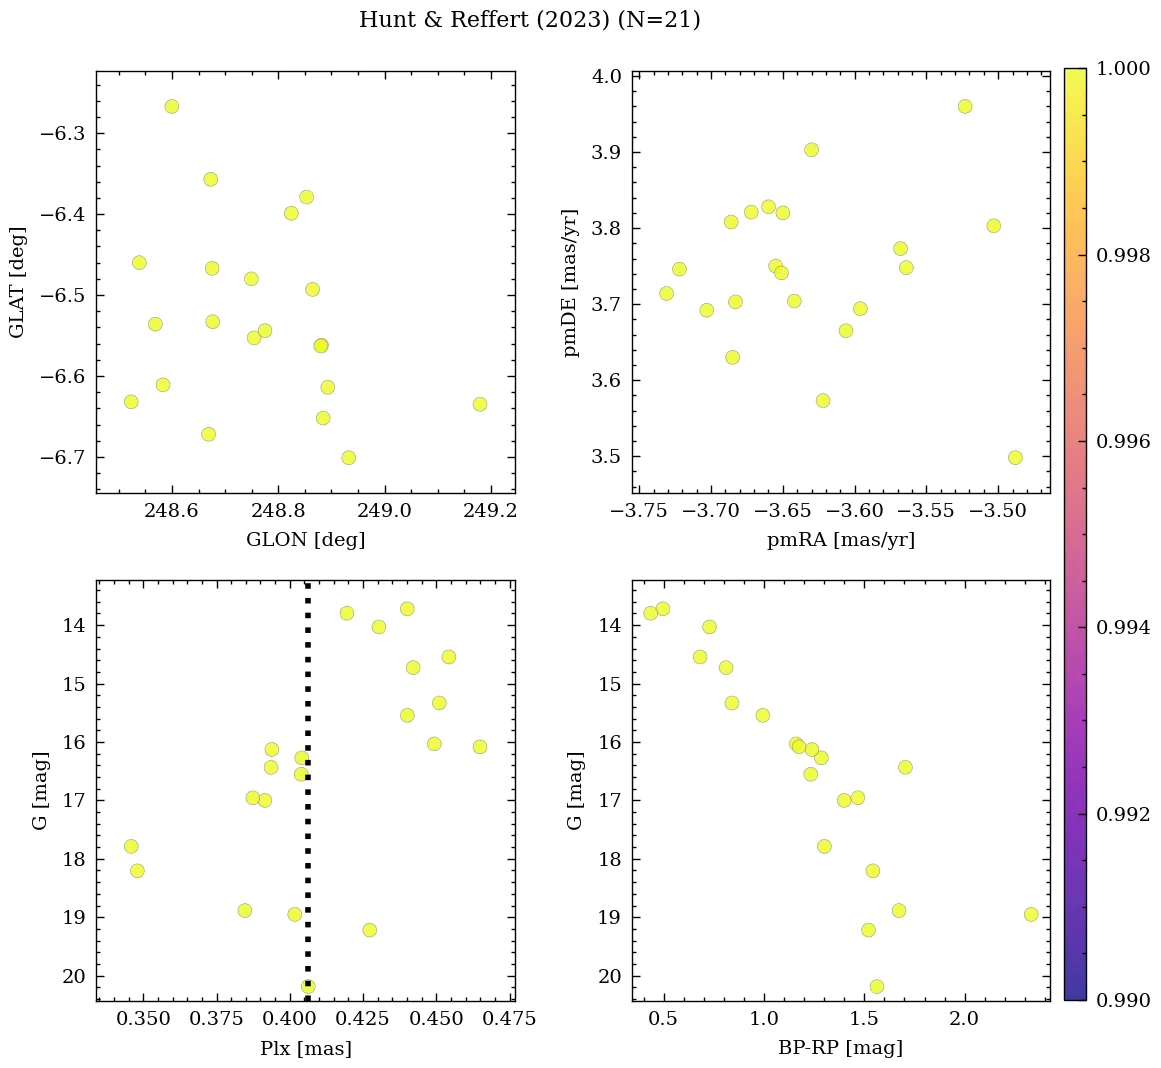 Hunt & Reffert (2023) (N=21)
GLAT [deg]
−6.3
−6.4
−6.5
−6.6
−6.7
248.6 248.8 249.0 249.2
GLON [deg]
pmDE [mas/yr]
4.0
3.9
3.8
3.7
3.6
3.5
−3.75 −3.70 −3.65 −3.60 −3.55 −3.50
pmRA [mas/yr]
G [mag]
14
15
16
17
18
19
20
0.350 0.375 0.400 0.425 0.450 0.475
Plx [mas]
G [mag]
14
15
16
17
18
19
20
0.5 1.0 1.5 2.0
BP-RP [mag]
1.000
0.998
0.996
0.994
0.992
0.990